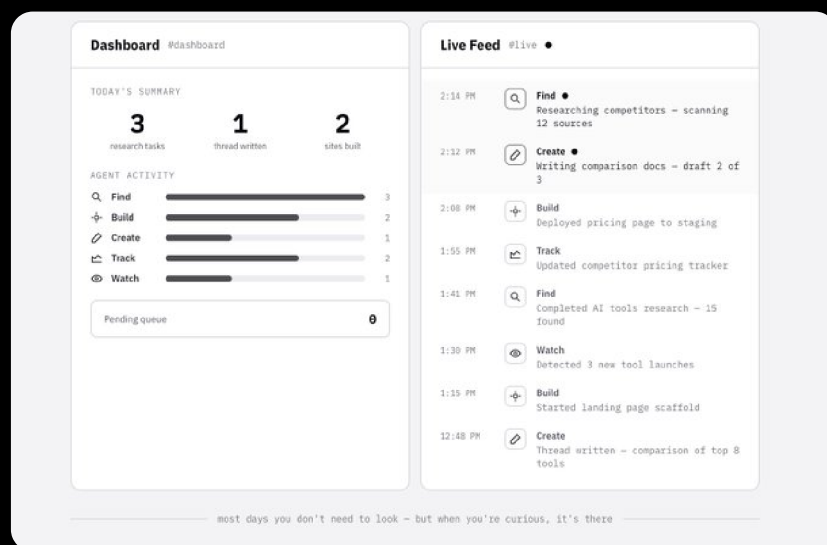 Dashboard #dashboard
TODAY'S SUMMARY
3 1 2
research tasks thread written sites built
AGENT ACTIVITY
Find 3
Build 2
Create 1
Track 2
Watch 1
Pending queue 0
Live Feed #live
2:14 PM Find
Researching competitors — scanning
12 sources
2:12 PM Create
Writing comparison docs — draft 2 of
3
2:08 PM Build
Deployed pricing page to staging
1:55 PM Track
Updated competitor pricing tracker
1:41 PM Find
Completed AI tools research — 15
found
1:30 PM Watch
Detected 3 new tool launches
1:15 PM Build
Started landing page scaffold
12:48 PM Create
Thread written — comparison of top 8
tools
most days you don't need to look — but when you're curious, it's there